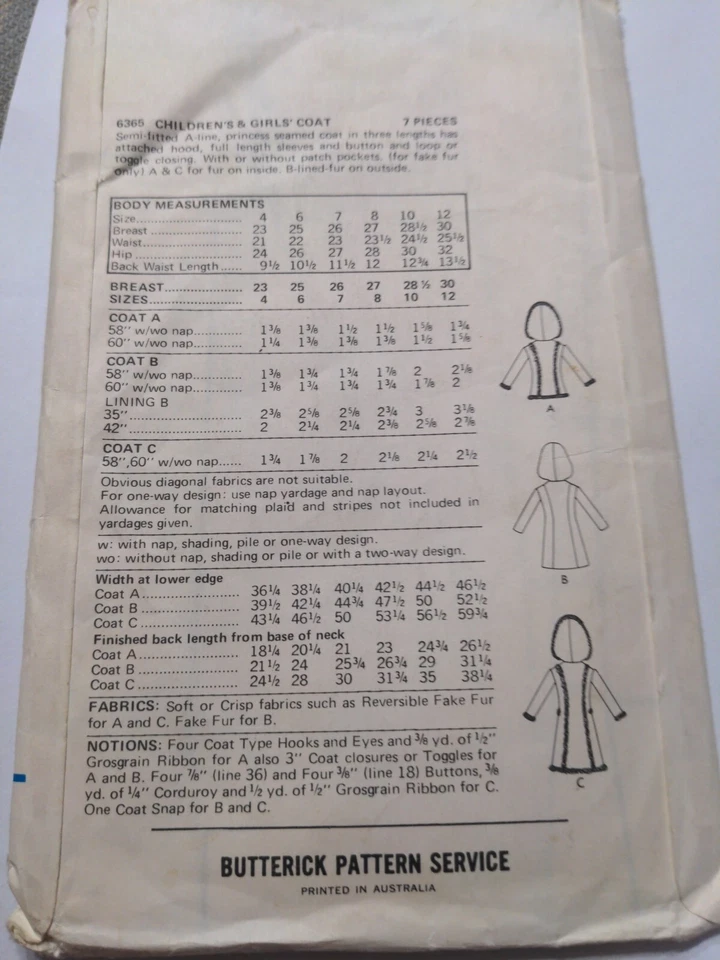 6365 CHILDREN'S & GIRLS' COAT 7 PIECES
Semi-fitted A-line, princess seamed coat in three lengths has
attached hood, full length sleeves and button and loop or
toggle closing. With or without patch pockets. (for fake fur
only) A & C for fur on inside. B-lined-fur on outside.
BODY MEASUREMENTS
Size 4 6 7 8 10 12
Breast 23 25 26 27 28½ 30
Waist 21 22 23 23½ 24½ 25½
Hip 24 26 27 28 30 32
Back Waist Length 9½ 10½ 11½ 12 12¾ 13½
BREAST 23 25 26 27 28 ½ 30
SIZES 4 6 7 8 10 12
COAT A
58" w/wo nap 1⅜ 1⅜ 1½ 1½ 1⅝ 1¾
60" w/wo nap 1¼ 1⅜ 1⅜ 1⅜ 1½ 1⅝
COAT B
58" w/wo nap 1⅜ 1¾ 1¾ 1⅞ 2 2⅛
60" w/wo nap 1⅜ 1¾ 1¾ 1¾ 1⅞ 2
LINING B
35" 2⅜ 2⅝ 2⅝ 2¾ 3 3⅛
42" 2 2¼ 2¼ 2⅜ 2⅝ 2⅞
COAT C
58",60" w/wo nap 1¾ 1⅞ 2 2⅛ 2¼ 2½
Obvious diagonal fabrics are not suitable.
For one-way design: use nap yardage and nap layout.
Allowance for matching plaid and stripes not included in
yardages given.
w: with nap, shading, pile or one-way design.
wo: without nap, shading or pile or with a two-way design.
Width at lower edge
Coat A 36¼ 38¼ 40¼ 42½ 44½ 46½
Coat B 39½ 42¼ 44¾ 47½ 50 52½
Coat C 43¼ 46½ 50 53¼ 56½ 59¾
Finished back length from base of neck
Coat A 18¼ 20¼ 21 23 24¾ 26½
Coat B 21½ 24 25¾ 26¾ 29 31¼
Coat C 24½ 28 30 31¾ 35 38¼
FABRICS: Soft or Crisp fabrics such as Reversible Fake Fur
for A and C. Fake Fur for B.
NOTIONS: Four Coat Type Hooks and Eyes and ⅜ yd. of ½"
Grosgrain Ribbon for A also 3" Coat closures or Toggles for
A and B. Four ⅞" (line 36) and Four ⅜" (line 18) Buttons, ⅜
yd. of ¼" Corduroy and ½ yd. of ½" Grosgrain Ribbon for C.
One Coat Snap for B and C.
A
B
C
BUTTERICK PATTERN SERVICE
PRINTED IN AUSTRALIA